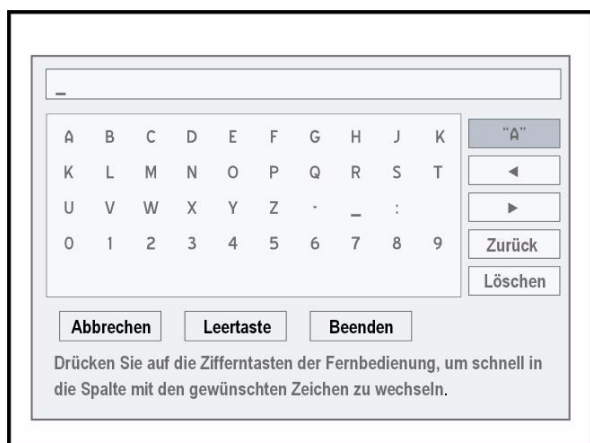 _
A B C D E F G H J K "A"
K L M N O P Q R S T ◄
U V W X Y Z - _ : ►
0 1 2 3 4 5 6 7 8 9 Zurück
Löschen
Abbrechen Leertaste Beenden
Drücken Sie auf die Zifferntasten der Fernbedienung, um schnell in
die Spalte mit den gewünschten Zeichen zu wechseln.